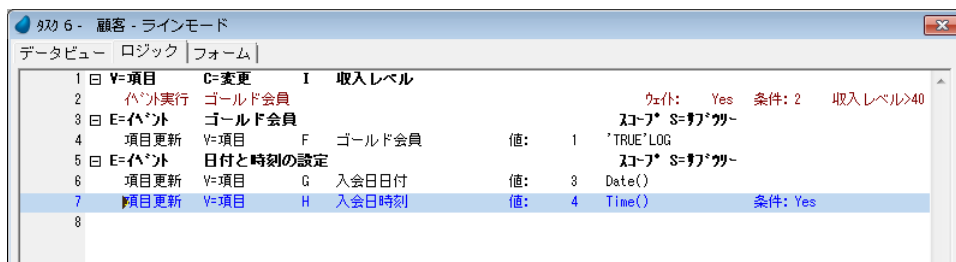 ﾀｽｸ 6 - 顧客 - ラインモード
データビュー ロジック フォーム
1 V=項目 C=変更 I 収入レベル
2 ｲﾍﾞﾝﾄ実行 ゴールド会員 ｳｪｲﾄ: Yes 条件: 2 収入レベル>40
3 E=ｲﾍﾞﾝﾄ ゴールド会員 ｽｺｰﾌﾟ S=ｻﾌﾞﾂﾘｰ
4 項目更新 V=項目 F ゴールド会員 値: 1 'TRUE'LOG
5 E=ｲﾍﾞﾝﾄ 日付と時刻の設定 ｽｺｰﾌﾟ S=ｻﾌﾞﾂﾘｰ
6 項目更新 V=項目 G 入会日日付 値: 3 Date()
7 項目更新 V=項目 H 入会日時刻 値: 4 Time() 条件: Yes
8